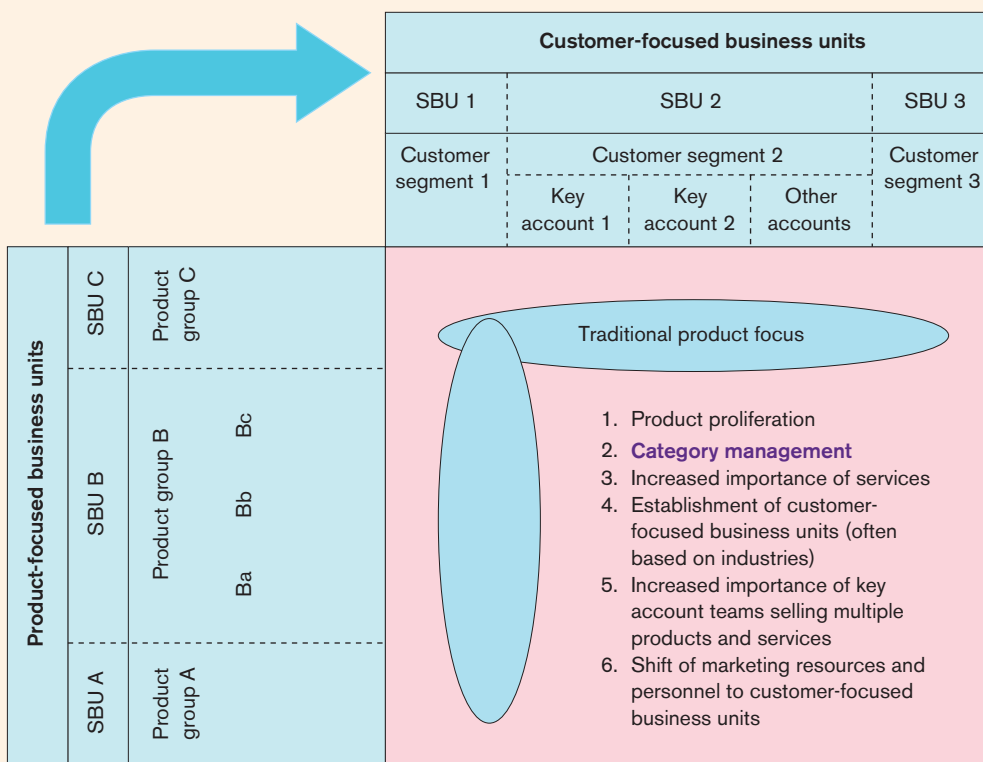 Customer-focused business units
SBU 1
SBU 2
SBU 3
Customer
segment 1
Customer segment 2
Customer
segment 3
Key
account 1
Key
account 2
Other
accounts
Product-focused business units
SBU C
Product
group C
SBU B
Product group B
Ba
Bb
Bc
SBU A
Product
group A
Traditional product focus
1. Product proliferation
2. Category management
3. Increased importance of services
4. Establishment of customer-
focused business units (often
based on industries)
5. Increased importance of key
account teams selling multiple
products and services
6. Shift of marketing resources and
personnel to customer-focused
business units